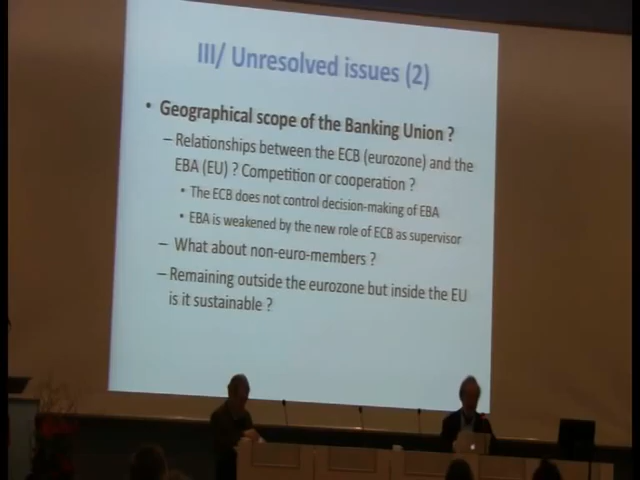 III/ Unresolved issues (2)
• Geographical scope of the Banking Union ?
– Relationships between the ECB (eurozone) and the
EBA (EU) ? Competition or cooperation ?
• The ECB does not control decision-making of EBA
• EBA is weakened by the new role of ECB as supervisor
– What about non-euro-members ?
– Remaining outside the eurozone but inside the EU
is it sustainable ?